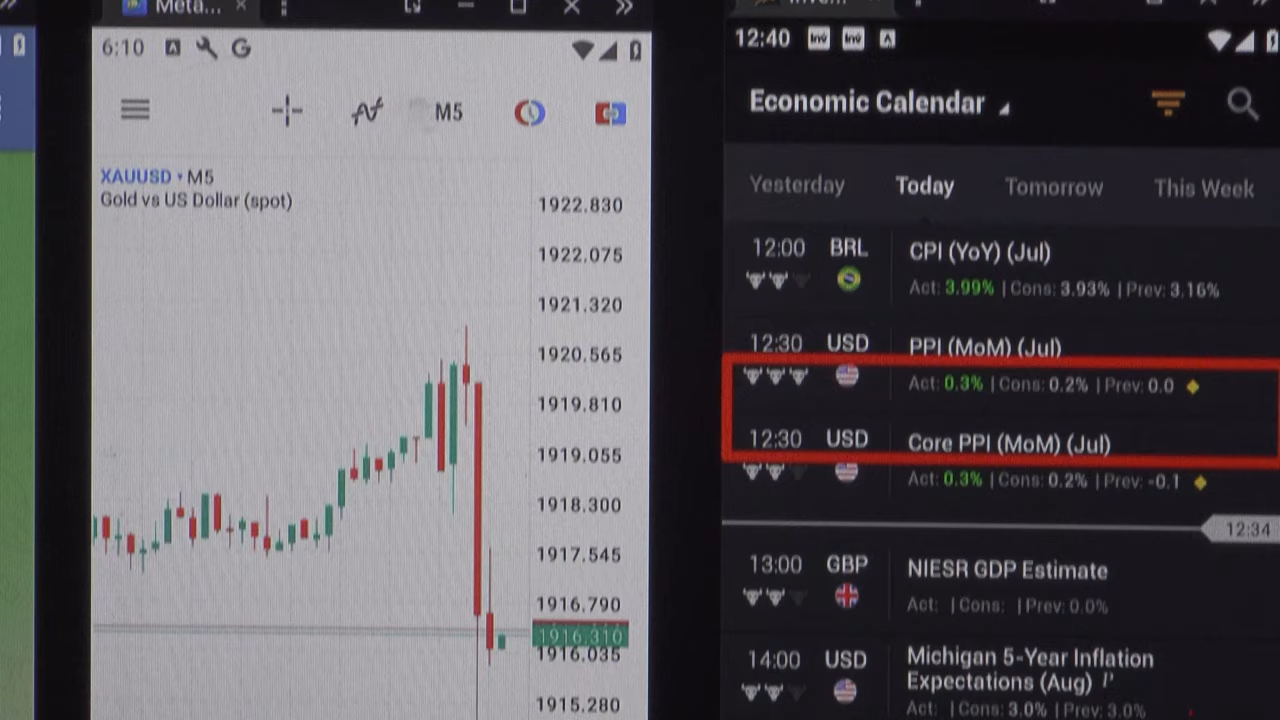 Meta...
6:10
M5
XAUUSD • M5
Gold vs US Dollar (spot)
1922.830
1922.075
1921.320
1920.565
1919.810
1919.055
1918.300
1917.545
1916.790
1916.310
1916.035
1915.280
12:40
Economic Calendar
Yesterday Today Tomorrow This Week
12:00 BRL CPI (YoY) (Jul)
Act: 3.99% | Cons: 3.93% | Prev: 3.16%
12:30 USD PPI (MoM) (Jul)
Act: 0.3% | Cons: 0.2% | Prev: 0.0
12:30 USD Core PPI (MoM) (Jul)
Act: 0.3% | Cons: 0.2% | Prev: -0.1
12:34
13:00 GBP NIESR GDP Estimate
Act: | Cons: | Prev: 0.0%
14:00 USD Michigan 5-Year Inflation
Expectations (Aug)
Act: | Cons: 3.0% | Prev: 3.0%